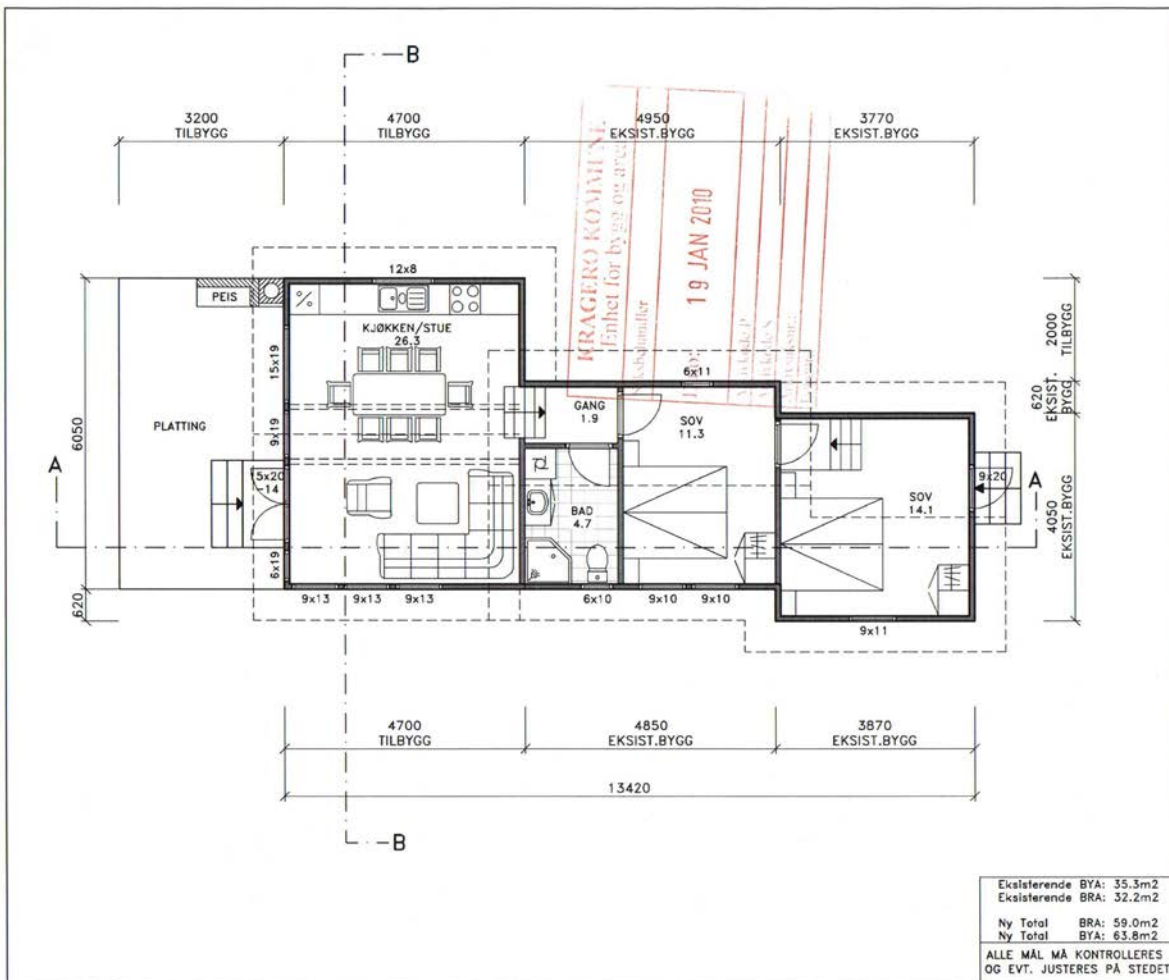 B
3200
TILBYGG
4700
TILBYGG
4950
EKSIST.BYGG
3770
EKSIST.BYGG
KRAGERØ KOMMUNE
Enhet for bygg og areal
19 JAN 2010
12x8
PEIS
KJØKKEN/STUE
26.3
15x19
9x19
6x11
2000
TILBYGG
620
EKSIST.
BYGG
GANG
1.9
SOV
11.3
PLATTING
6050
A
15x20
-14
A
9x20
SOV
14.1
BAD
4.7
4050
EKSIST.BYGG
6x19
620
9x13
9x13
9x13
6x10
9x10
9x10
9x11
4700
TILBYGG
4850
EKSIST.BYGG
3870
EKSIST.BYGG
13420
B
Eksisterende BYA: 35.3m2
Eksisterende BRA: 32.2m2
Ny Total BRA: 59.0m2
Ny Total BYA: 63.8m2
ALLE MÅL MÅ KONTROLLERES
OG EVT. JUSTERES PÅ STEDET